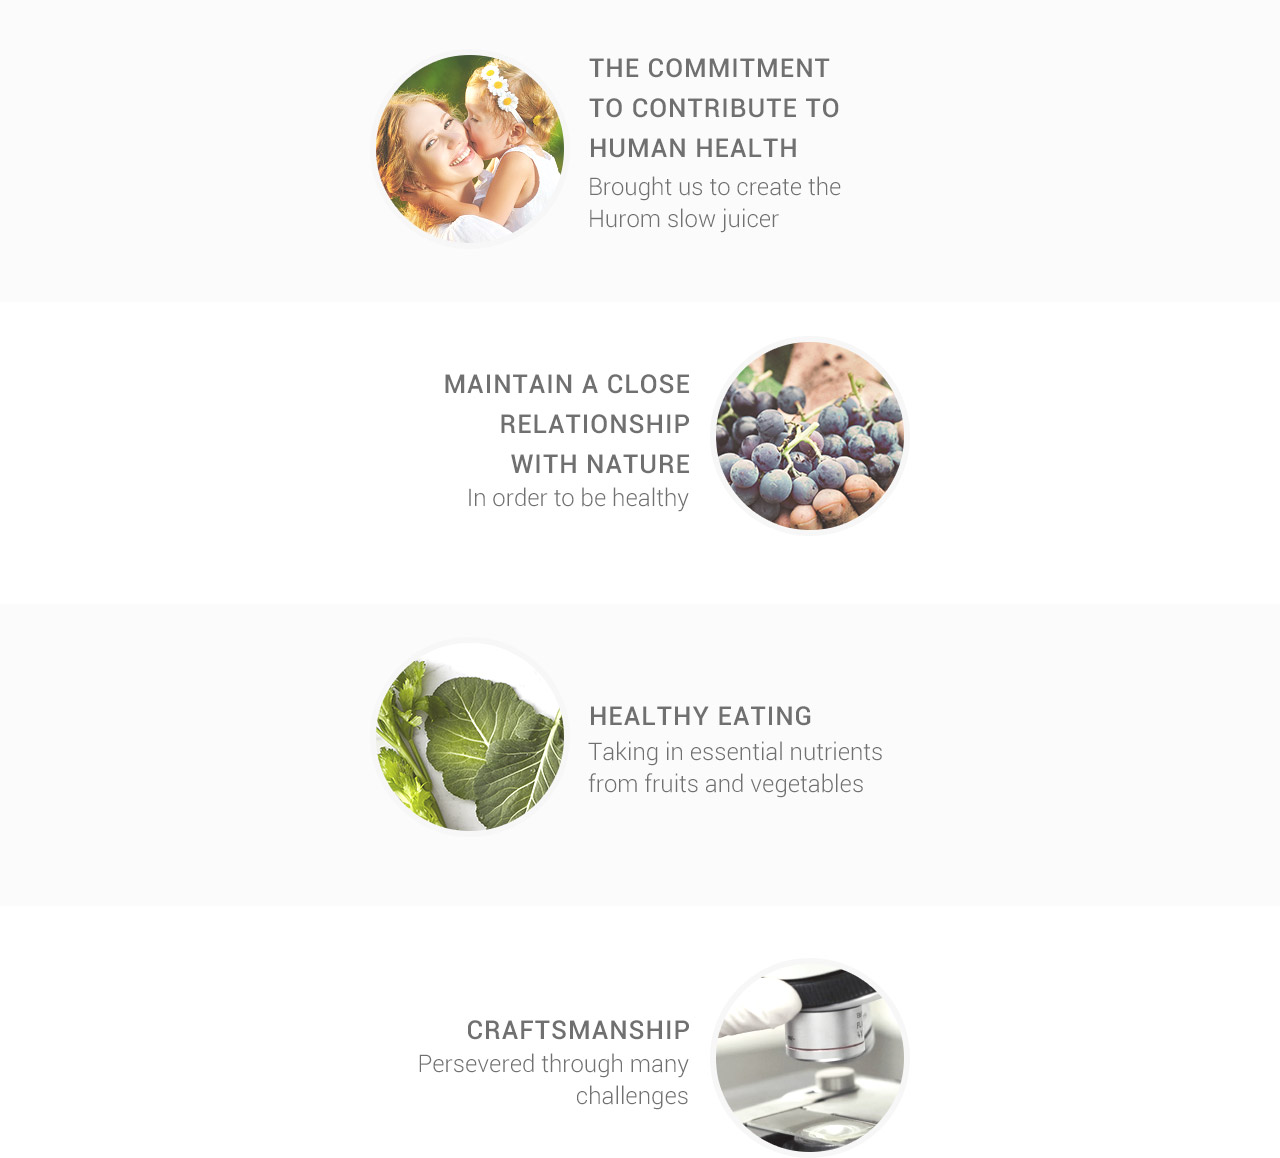 THE COMMITMENT
TO CONTRIBUTE TO
HUMAN HEALTH
Brought us to create the
Hurom slow juicer
MAINTAIN A CLOSE
RELATIONSHIP
WITH NATURE
In order to be healthy
HEALTHY EATING
Taking in essential nutrients
from fruits and vegetables
CRAFTSMANSHIP
Persevered through many
challenges